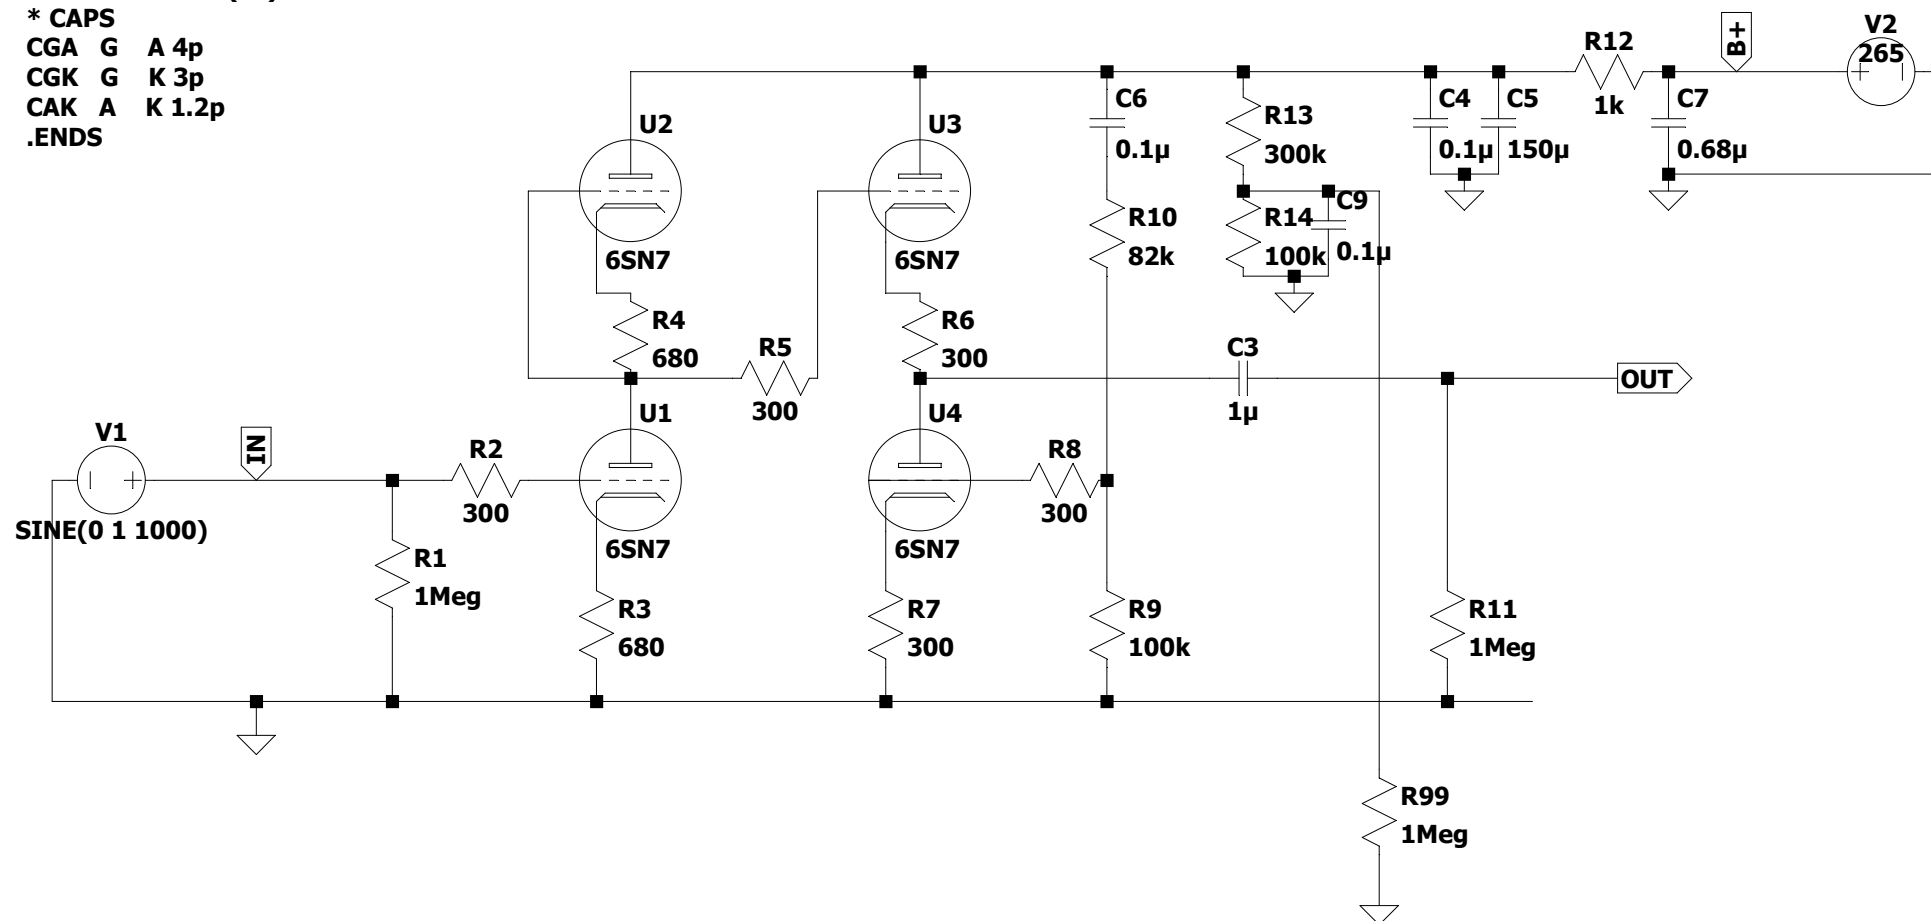 * CAPS
CGA G A 4p
CGK G K 3p
CAK A K 1.2p
.ENDS
U2
6SN7
U3
6SN7
C6
0.1µ
R13
300k
C4
0.1µ
C5
150µ
R12
1k
B+
C7
0.68µ
V2
265
+
R10
82k
R14
100k
C9
0.1µ
R4
680
R5
300
R6
300
C3
1µ
OUT
V1
+
SINE(0 1 1000)
IN
R2
300
U1
6SN7
U4
6SN7
R8
300
R1
1Meg
R3
680
R7
300
R9
100k
R11
1Meg
R99
1Meg